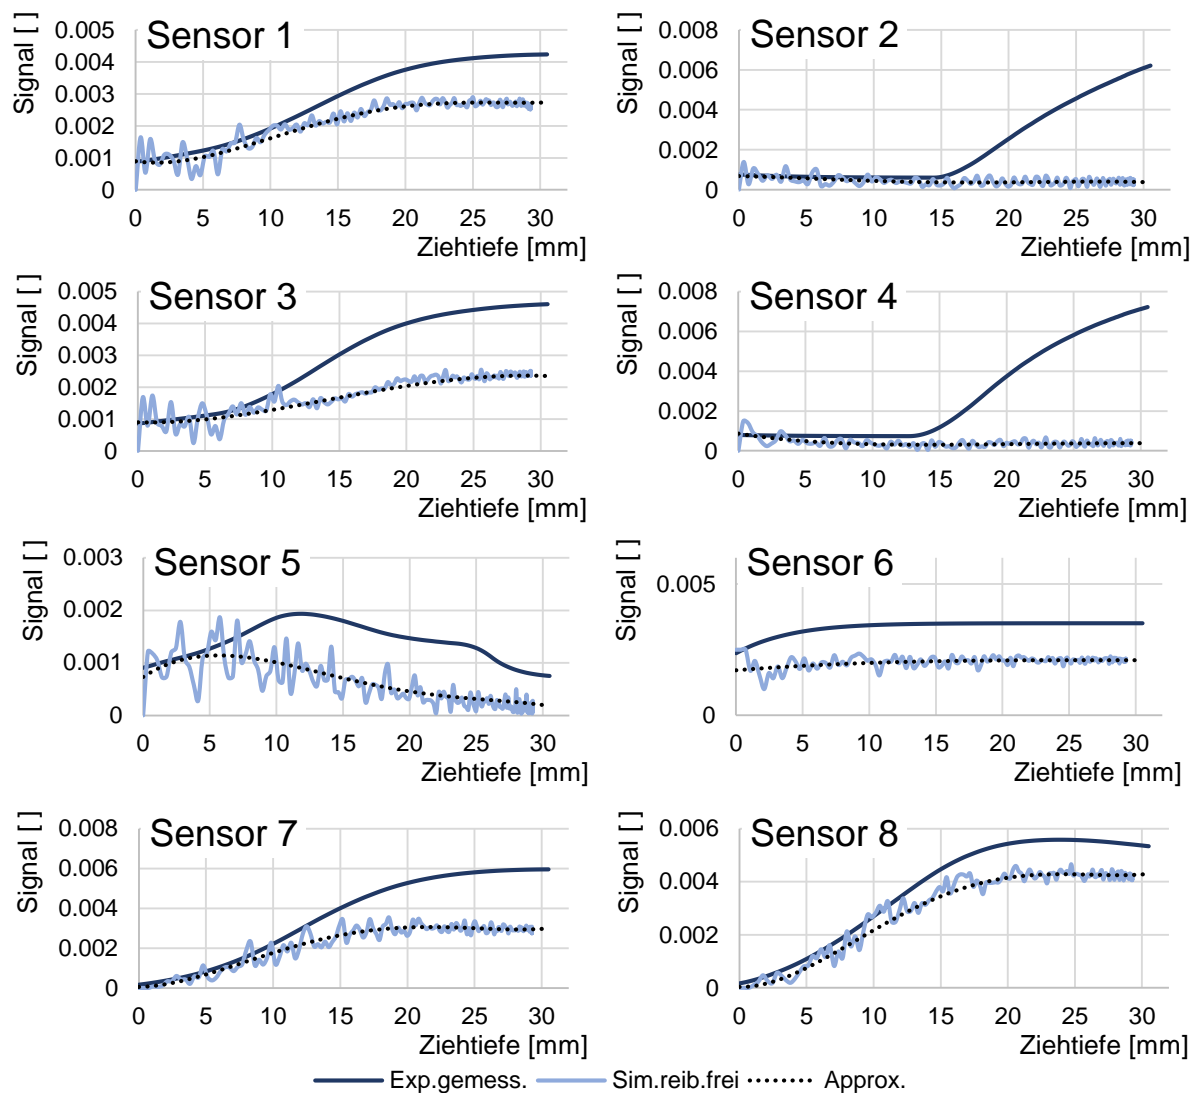 Signal [ ]
Sensor 1
0.005
0.004
0.003
0.002
0.001
0
0 5 10 15 20 25 30
Ziehtiefe [mm]
Signal [ ]
Sensor 2
0.008
0.006
0.004
0.002
0
0 5 10 15 20 25 30
Ziehtiefe [mm]
Signal [ ]
Sensor 3
0.005
0.004
0.003
0.002
0.001
0
0 5 10 15 20 25 30
Ziehtiefe [mm]
Signal [ ]
Sensor 4
0.008
0.006
0.004
0.002
0
0 5 10 15 20 25 30
Ziehtiefe [mm]
Signal [ ]
Sensor 5
0.003
0.002
0.001
0
0 5 10 15 20 25 30
Ziehtiefe [mm]
Signal [ ]
Sensor 6
0.005
0
0 5 10 15 20 25 30
Ziehtiefe [mm]
Signal [ ]
Sensor 7
0.008
0.006
0.004
0.002
0
0 5 10 15 20 25 30
Ziehtiefe [mm]
Signal [ ]
Sensor 8
0.006
0.004
0.002
0
0 5 10 15 20 25 30
Ziehtiefe [mm]
Exp.gemess. Sim.reib.frei Approx.